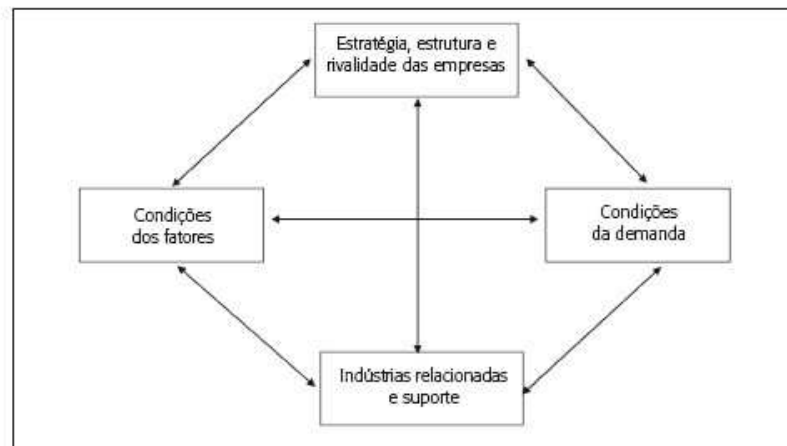 Estratégia, estrutura e
rivalidade das empresas
Condições
dos fatores
Condições
da demanda
Indústrias relacionadas
e suporte